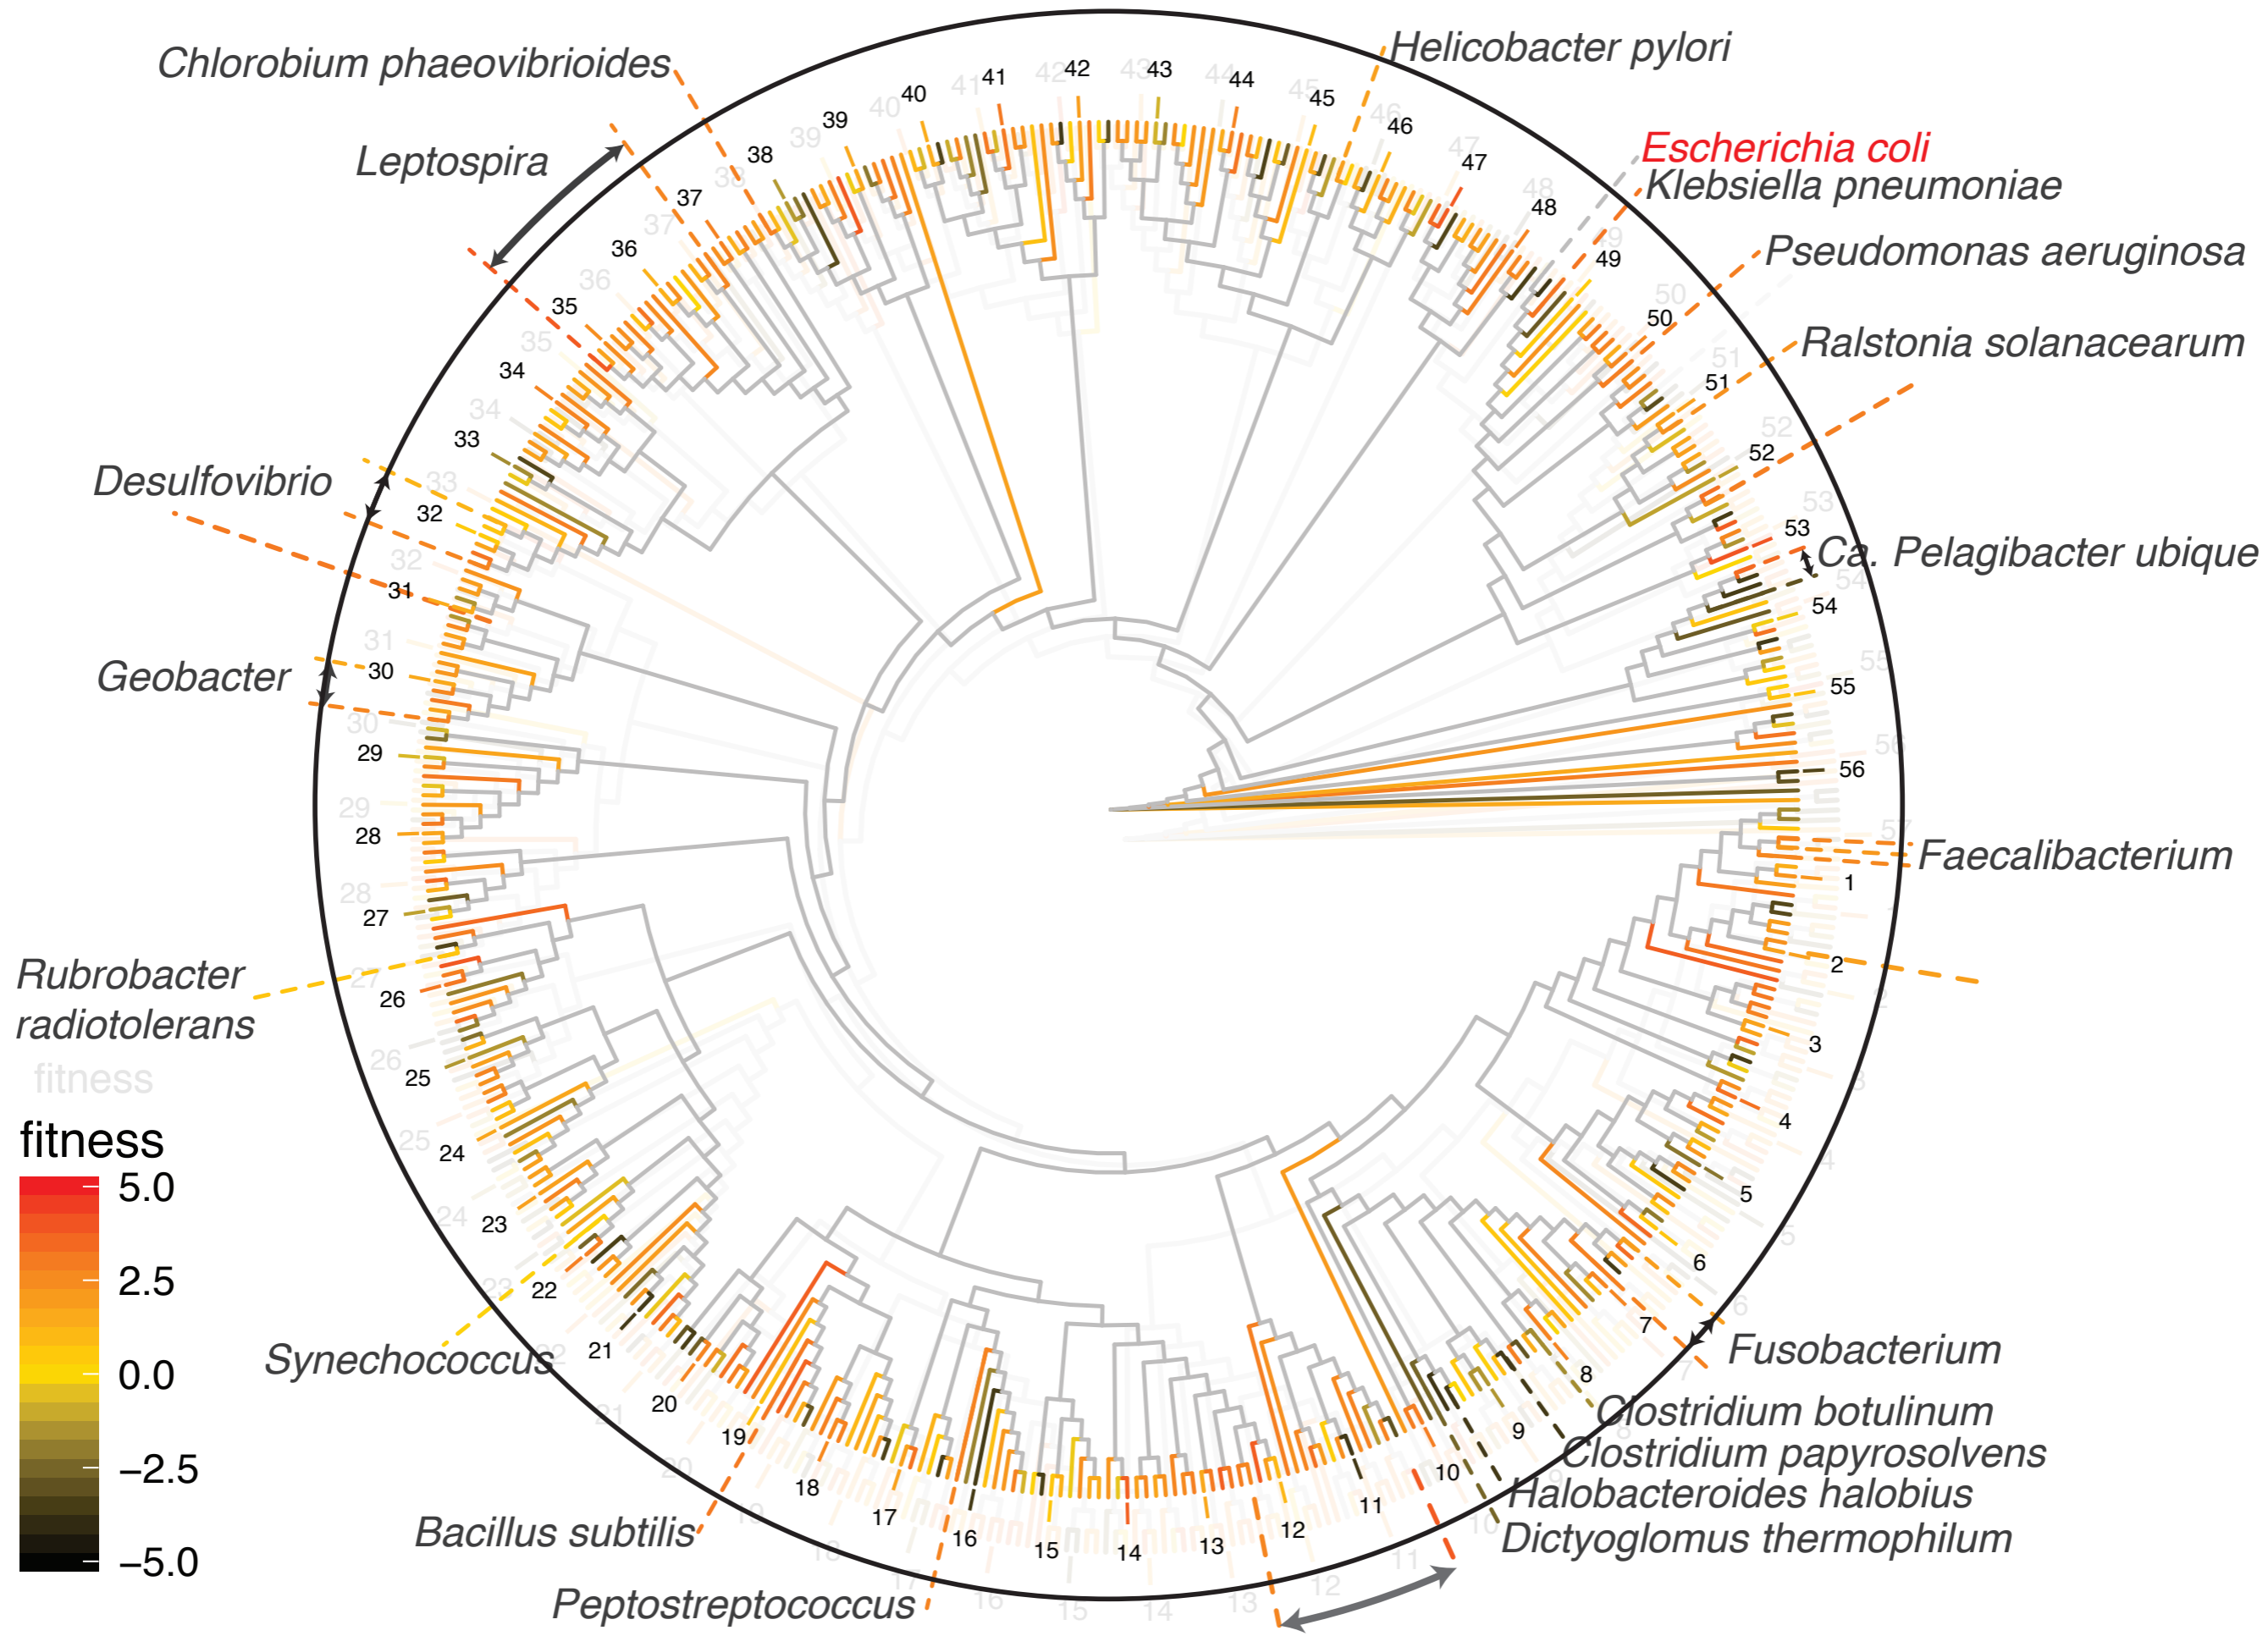 Chlorobium phaeovibrioides
Helicobacter pylori
Leptospira
Escherichia coli
Klebsiella pneumoniae
Pseudomonas aeruginosa
Ralstonia solanacearum
Desulfovibrio
Ca. Pelagibacter ubique
Geobacter
Faecalibacterium
Rubrobacter
radiotolerans
Synechococcus
Fusobacterium
Clostridium botulinum
Clostridium papyrosolvens
Halobacteroides halobius
Dictyoglomus thermophilum
Bacillus subtilis
Peptostreptococcus
1
2
3
4
5
6
7
8
9
10
11
12
13
14
15
16
17
18
19
20
21
22
23
24
25
26
27
28
29
30
31
32
33
34
35
36
37
38
39
40
41
42
43
44
45
46
47
48
49
50
51
52
53
54
55
56
fitness
fitness
5.0
2.5
0.0
−2.5
−5.0